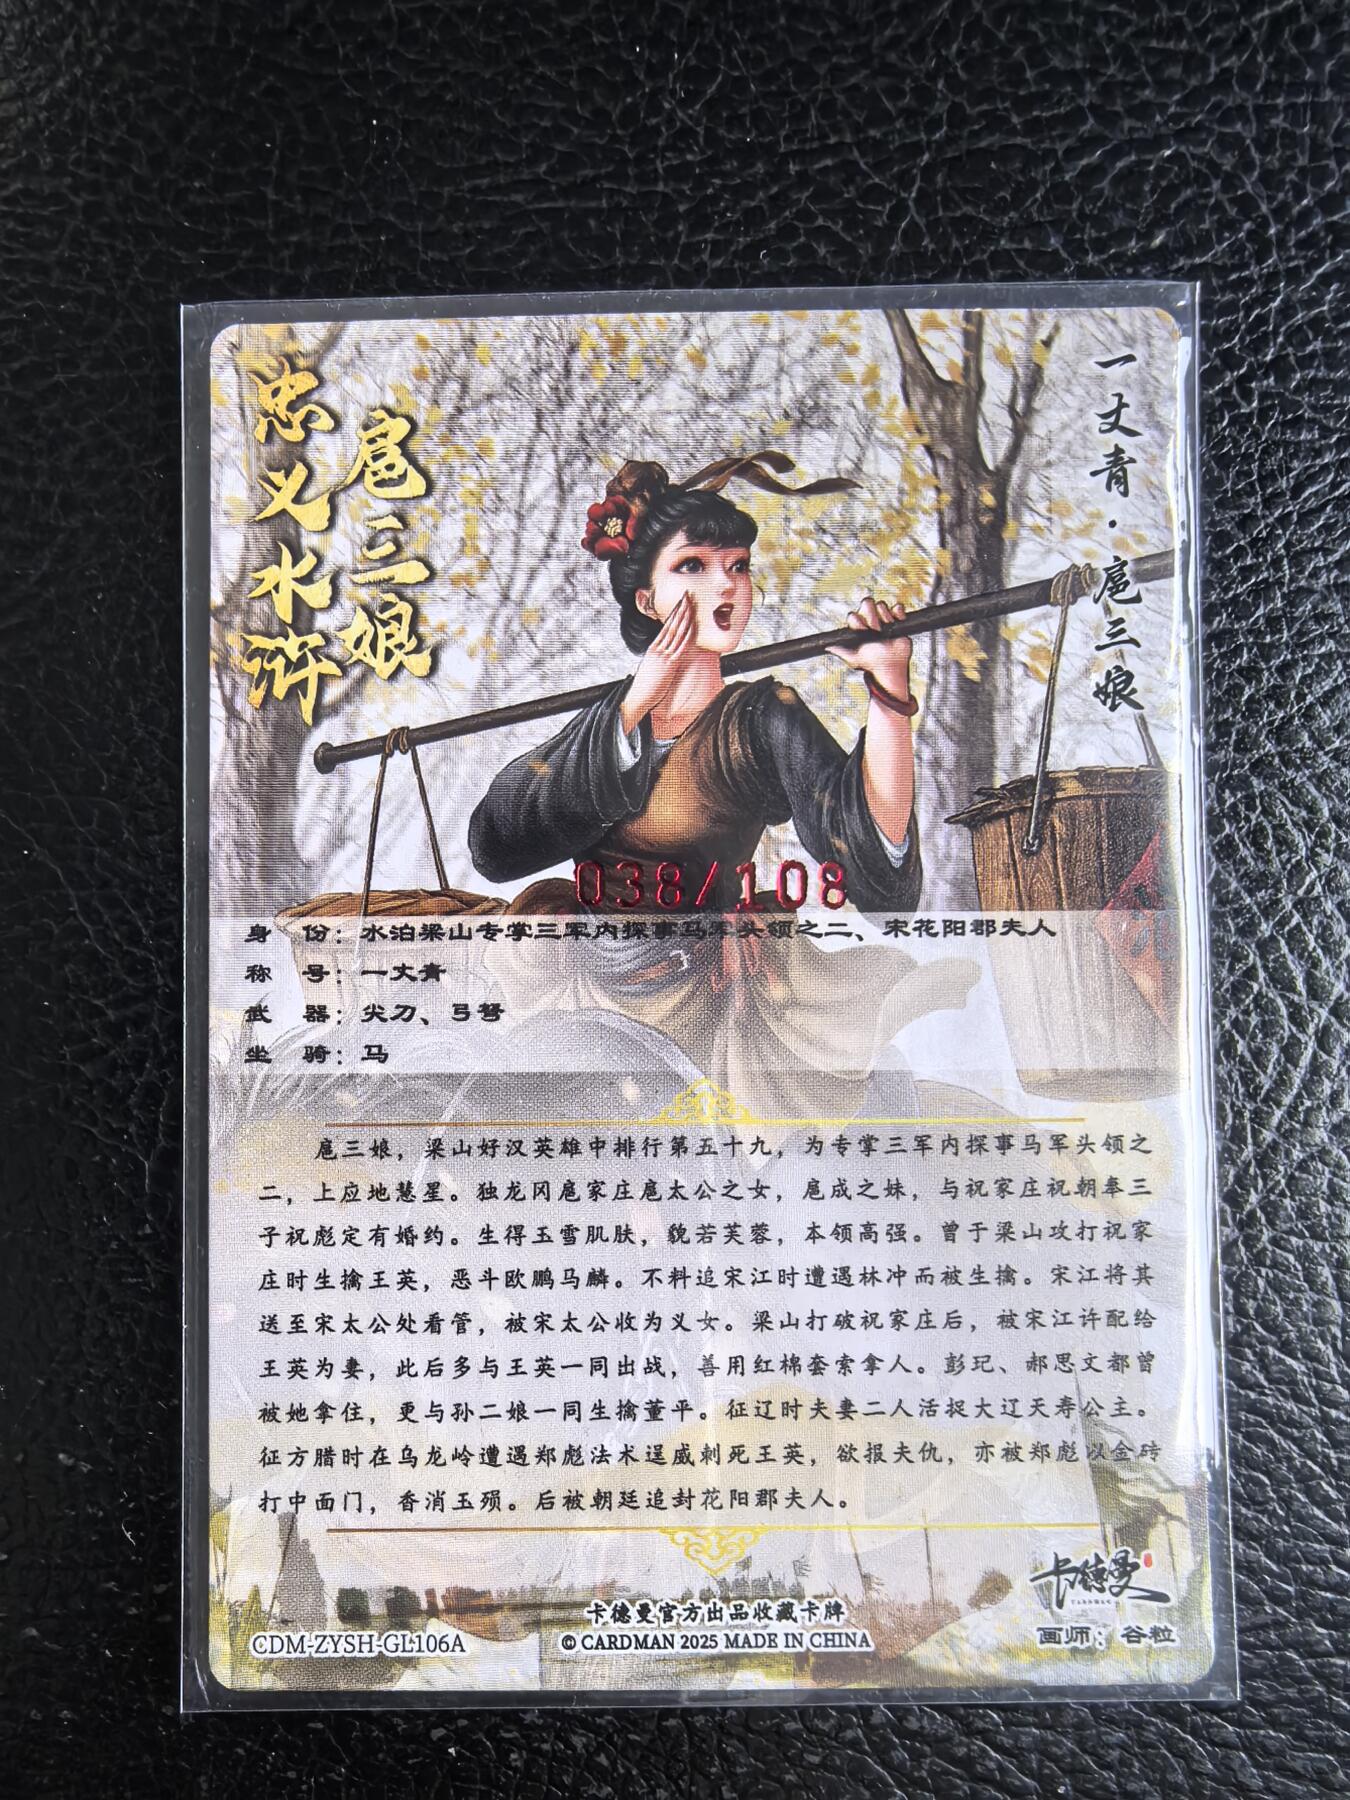 忠义水浒
扈三娘
一丈青·扈三娘
038/108
身 份：水泊梁山专掌三军内探事马军头领之二、宋花阳郡夫人
称 号：一丈青
武 器：尖刀、弓弩
坐 骑：马
扈三娘，梁山好汉英雄中排行第五十九，为专掌三军内探事马军头领之
二，上应地慧星。独龙冈扈家庄扈太公之女，扈成之妹，与祝家庄祝朝奉三
子祝彪定有婚约。生得玉雪肌肤，貌若芙蓉，本领高强。曾于梁山攻打祝家
庄时生擒王英，恶斗欧鹏马麟。不料追宋江时遭遇林冲而被生擒。宋江将其
送至宋太公处看管，被宋太公收为义女。梁山打破祝家庄后，被宋江许配给
王英为妻，此后多与王英一同出战，善用红棉套索拿人。彭玘、郝思文都曾
被她拿住，更与孙二娘一同生擒董平。征辽时夫妻二人活捉大辽天寿公主。
征方腊时在乌龙岭遭遇郑彪法术逞威刺死王英，欲报夫仇，亦被郑彪以金砖
打中面门，香消玉殒。后被朝廷追封花阳郡夫人。
卡德曼
CDM-ZYSH-GL106A
卡德曼官方出品收藏卡牌
© CARDMAN 2025 MADE IN CHINA
画师：谷粒